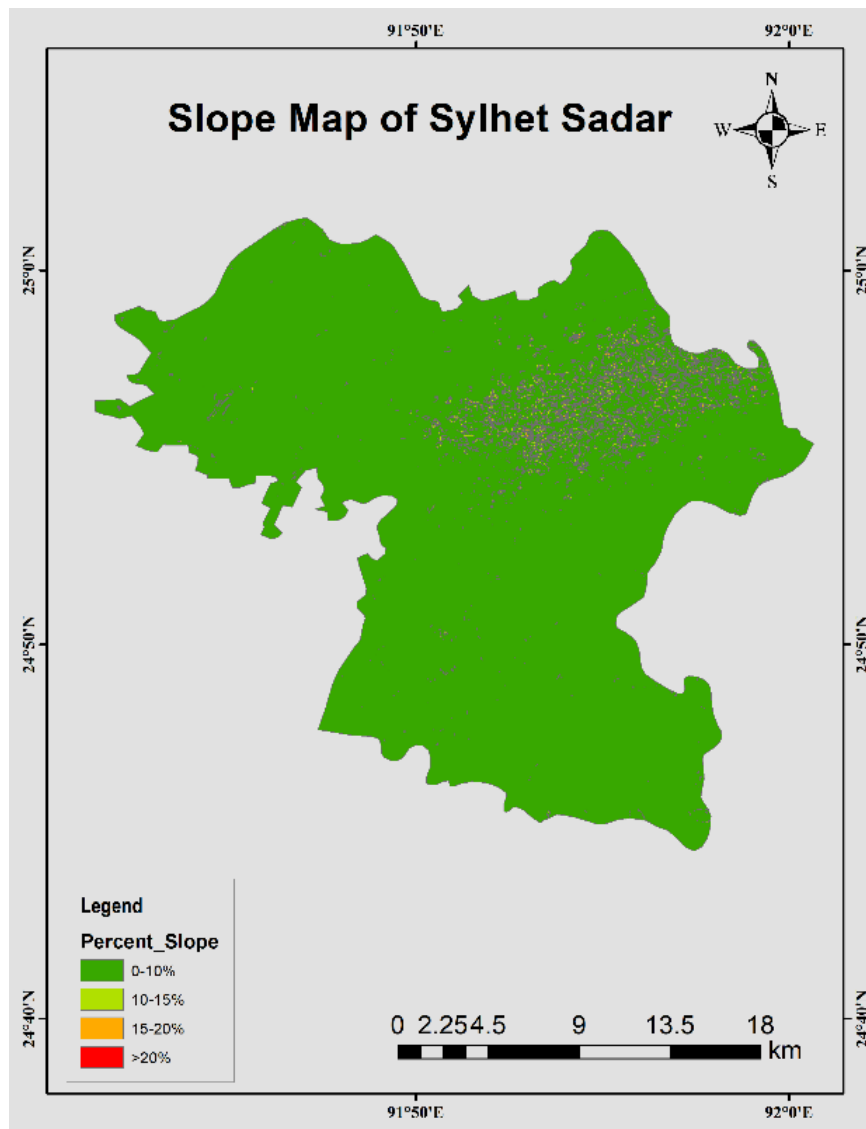 91°50'E 92°0'E
Slope Map of Sylhet Sadar
N
W E
S
25°0'N 25°0'N
24°50'N 24°50'N
Legend
Percent_Slope
0-10%
10-15%
15-20%
>20%
0 2.25 4.5 9 13.5 18
km
24°40'N 24°40'N
91°50'E 92°0'E